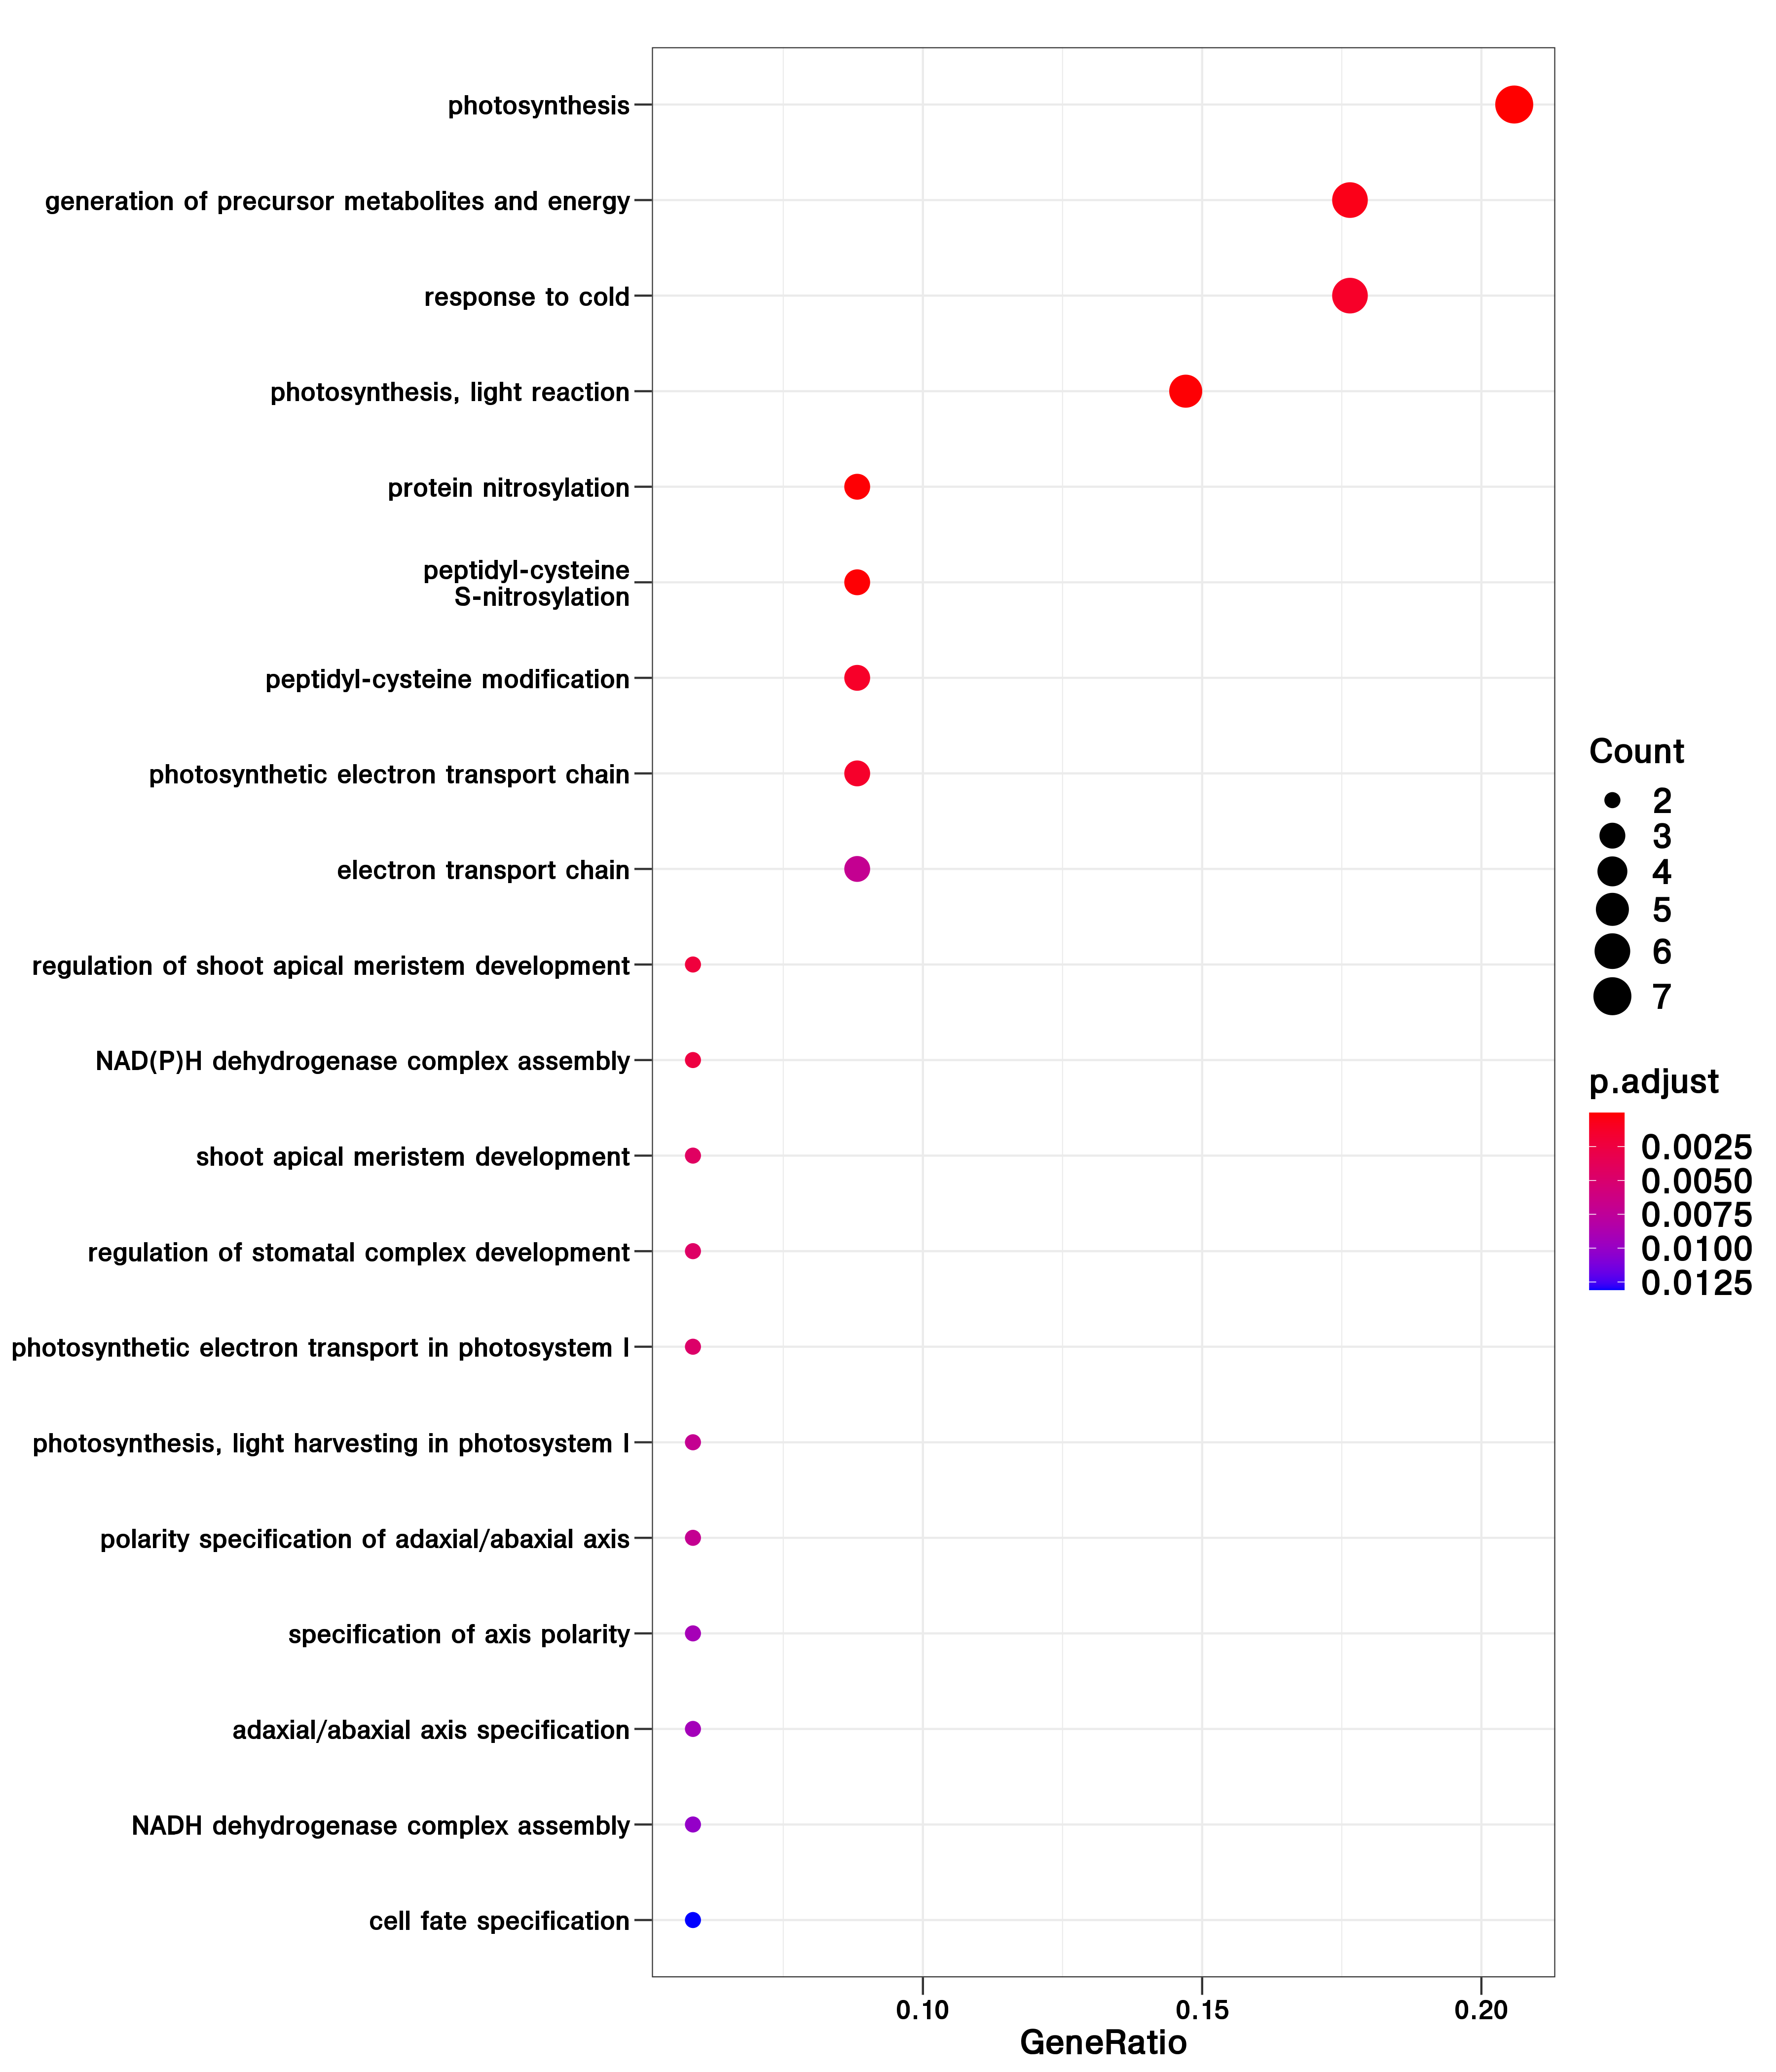 photosynthesis
generation of precursor metabolites and energy
response to cold
photosynthesis, light reaction
protein nitrosylation
peptidyl-cysteine
S-nitrosylation
peptidyl-cysteine modification
photosynthetic electron transport chain
electron transport chain
regulation of shoot apical meristem development
NAD(P)H dehydrogenase complex assembly
shoot apical meristem development
regulation of stomatal complex development
photosynthetic electron transport in photosystem I
photosynthesis, light harvesting in photosystem I
polarity specification of adaxial/abaxial axis
specification of axis polarity
adaxial/abaxial axis specification
NADH dehydrogenase complex assembly
cell fate specification
0.10 0.15 0.20
GeneRatio
Count
2
3
4
5
6
7
p.adjust
0.0025
0.0050
0.0075
0.0100
0.0125